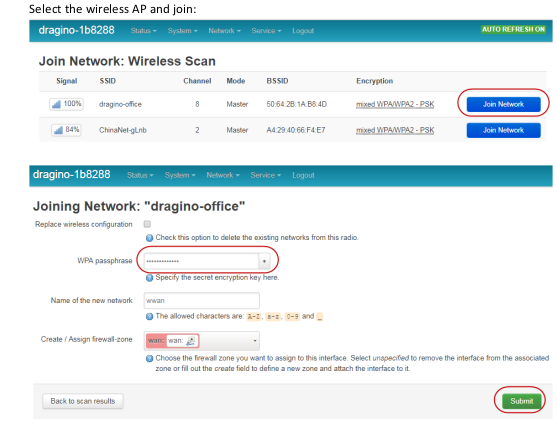 Select the wireless AP and join:
dragino-1b8288 Status System Network Service Logout AUTO REFRESH ON
Join Network: Wireless Scan
Signal SSID Channel Mode BSSID Encryption
100% dragino-office 8 Master 50:64:2B:1A:B8:4D mixed WPA/WPA2 - PSK Join Network
84% ChinaNet-gLnb 2 Master A4:29:40:66:F4:E7 mixed WPA/WPA2 - PSK Join Network
dragino-1b8288 Status System Network Service Logout
Joining Network: "dragino-office"
Replace wireless configuration
Check this option to delete the existing networks from this radio.
WPA passphrase •••••••••••••
Specify the secret encryption key here.
Name of the new network wwan
The allowed characters are: A-Z, a-z, 0-9 and _
Create / Assign firewall-zone wan: wan:
Choose the firewall zone you want to assign to this interface. Select unspecified to remove the interface from the associated
zone or fill out the create field to define a new zone and attach the interface to it.
Back to scan results Submit